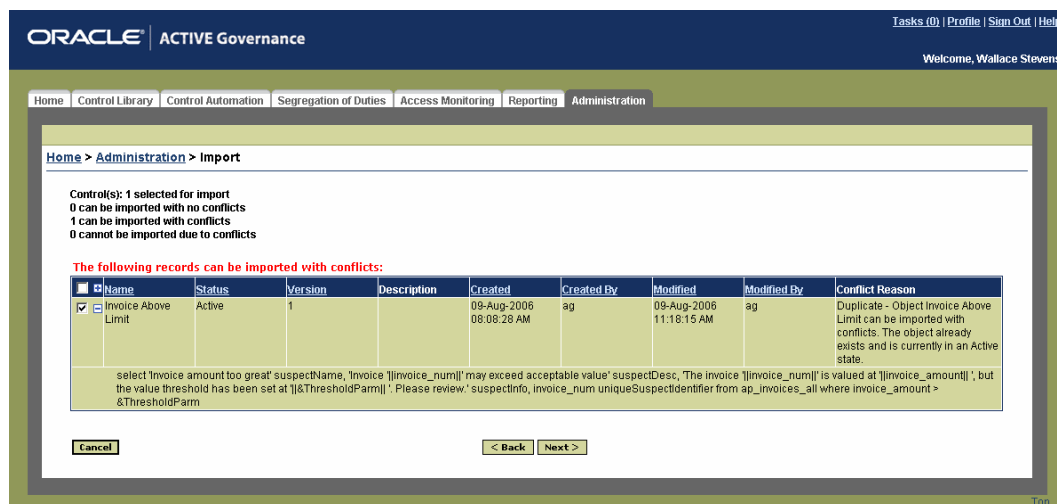 Tasks (0) | Profile | Sign Out | Help
ORACLE® | ACTIVE Governance
Welcome, Wallace Stevens
Home Control Library Control Automation Segregation of Duties Access Monitoring Reporting Administration
Home > Administration > Import
Control(s): 1 selected for import
0 can be imported with no conflicts
1 can be imported with conflicts
0 cannot be imported due to conflicts
The following records can be imported with conflicts:
Name Status Version Description Created Created By Modified Modified By Conflict Reason
Invoice Above Active 1 09-Aug-2006 ag 09-Aug-2006 ag Duplicate - Object Invoice Above
Limit 08:08:28 AM 11:18:15 AM Limit can be imported with
conflicts. The object already
exists and is currently in an Active
state.
select 'Invoice amount too great' suspectName, 'Invoice '||invoice_num||' may exceed acceptable value' suspectDesc, 'The invoice '||invoice_num||' is valued at '||invoice_amount|| ', but
the value threshold has been set at '||&ThresholdParm|| '. Please review.' suspectInfo, invoice_num uniqueSuspectIdentifier from ap_invoices_all where invoice_amount >
&ThresholdParm
Cancel < Back Next >
Top